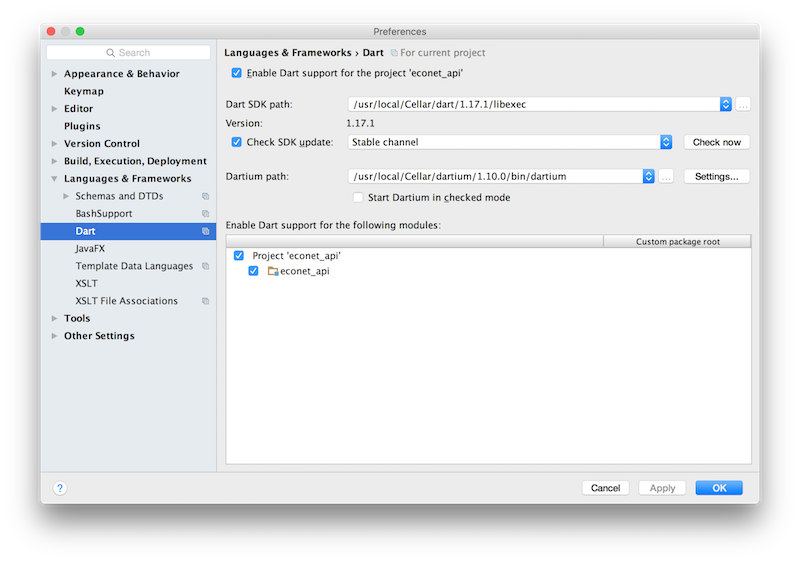 Preferences
Search
Appearance & Behavior
Keymap
Editor
Plugins
Version Control
Build, Execution, Deployment
Languages & Frameworks
Schemas and DTDs
BashSupport
Dart
JavaFX
Template Data Languages
XSLT
XSLT File Associations
Tools
Other Settings
Languages & Frameworks › Dart For current project
Enable Dart support for the project 'econet_api'
Dart SDK path: /usr/local/Cellar/dart/1.17.1/libexec ...
Version: 1.17.1
Check SDK update: Stable channel Check now
Dartium path: /usr/local/Cellar/dartium/1.10.0/bin/dartium ... Settings...
Start Dartium in checked mode
Enable Dart support for the following modules:
Custom package root
Project 'econet_api'
econet_api
? Cancel Apply OK